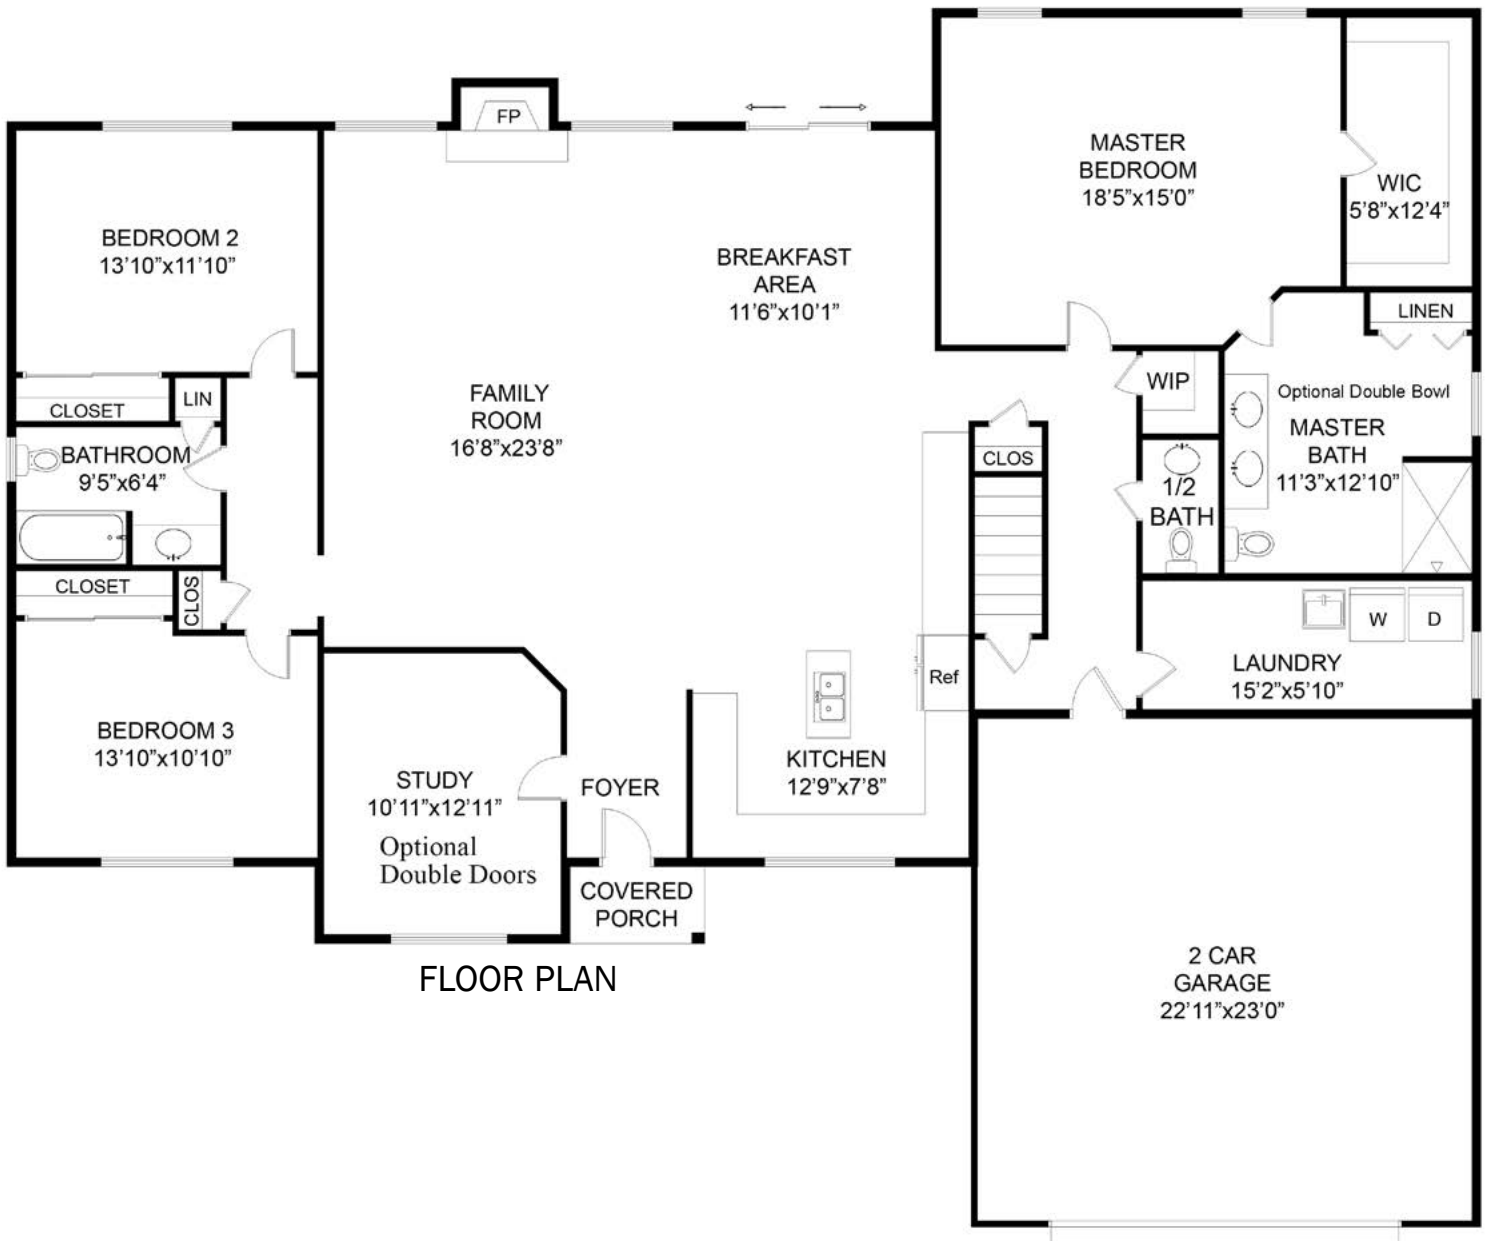 FP
MASTER
BEDROOM
18'5"x15'0"
WIC
5'8"x12'4"
BEDROOM 2
13'10"x11'10"
BREAKFAST
AREA
11'6"x10'1"
LINEN
FAMILY
ROOM
16'8"x23'8"
WIP
Optional Double Bowl
MASTER
BATH
11'3"x12'10"
CLOSET
LIN
BATHROOM
9'5"x6'4"
CLOS
1/2
BATH
CLOSET
CLOS
W
D
LAUNDRY
15'2"x5'10"
Ref
BEDROOM 3
13'10"x10'10"
STUDY
10'11"x12'11"
Optional
Double Doors
FOYER
KITCHEN
12'9"x7'8"
COVERED
PORCH
2 CAR
GARAGE
22'11"x23'0"
FLOOR PLAN